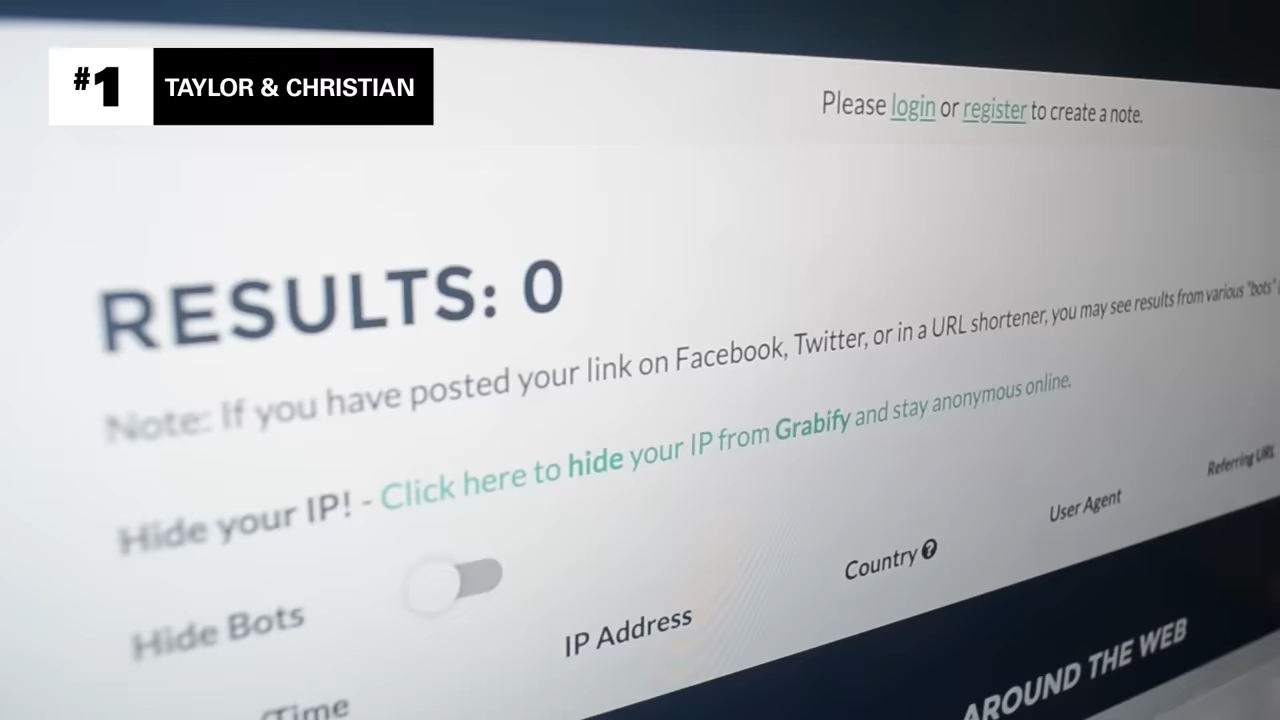 #1 TAYLOR & CHRISTIAN
Please login or register to create a note.
RESULTS: 0
Note: If you have posted your link on Facebook, Twitter, or in a URL shortener, you may see results from various "bots"
Hide your IP! - Click here to hide your IP from Grabify and stay anonymous online.
Hide Bots
Time IP Address Country ? User Agent Referring URL
AROUND THE WEB